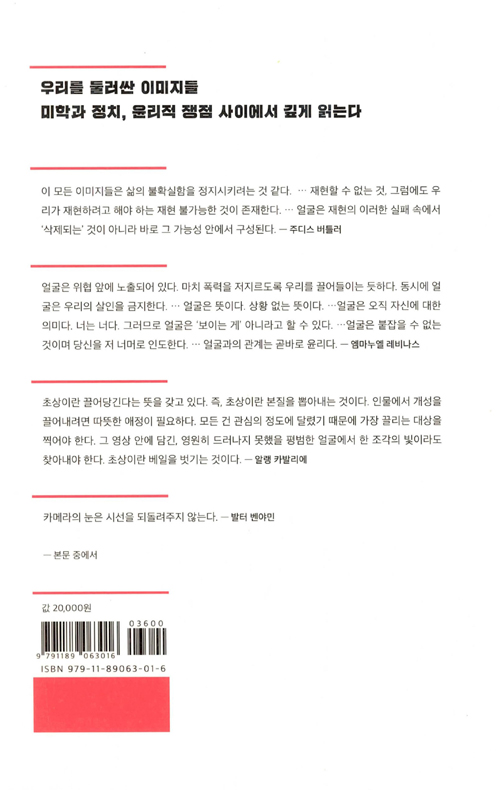 우리를 둘러싼 이미지들
미학과 정치, 윤리적 쟁점 사이에서 깊게 읽는다
이 모든 이미지들은 삶의 불확실함을 정지시키려는 것 같다. … 재현할 수 없는 것, 그럼에도 우
리가 재현하려고 해야 하는 재현 불가능한 것이 존재한다. … 얼굴은 재현의 이러한 실패 속에서
‘삭제되는’ 것이 아니라 바로 그 가능성 안에서 구성된다. — 주디스 버틀러
얼굴은 위협 앞에 노출되어 있다. 마치 폭력을 저지르도록 우리를 끌어들이는 듯하다. 동시에 얼
굴은 우리의 살인을 금지한다. … 얼굴은 뜻이다. 상황 없는 뜻이다. …얼굴은 오직 자신에 대한
의미다. 너는 너다. 그러므로 얼굴은 ‘보이는 게’ 아니라고 할 수 있다. …얼굴은 붙잡을 수 없는
것이며 당신을 저 너머로 인도한다. … 얼굴과의 관계는 곧바로 윤리다. — 엠마누엘 레비나스
초상이란 끌어당긴다는 뜻을 갖고 있다. 즉, 초상이란 본질을 뽑아내는 것이다. 인물에서 개성을
끌어내려면 따뜻한 애정이 필요하다. 모든 건 관심의 정도에 달렸기 때문에 가장 끌리는 대상을
찍어야 한다. 그 영상 안에 담긴, 영원히 드러나지 못했을 평범한 얼굴에서 한 조각의 빛이라도
찾아내야 한다. 초상이란 베일을 벗기는 것이다. — 알랭 카발리에
카메라의 눈은 시선을 되돌려주지 않는다. — 발터 벤야민
— 본문 중에서
값 20,000원
03600
9 791189 063016
ISBN 979-11-89063-01-6